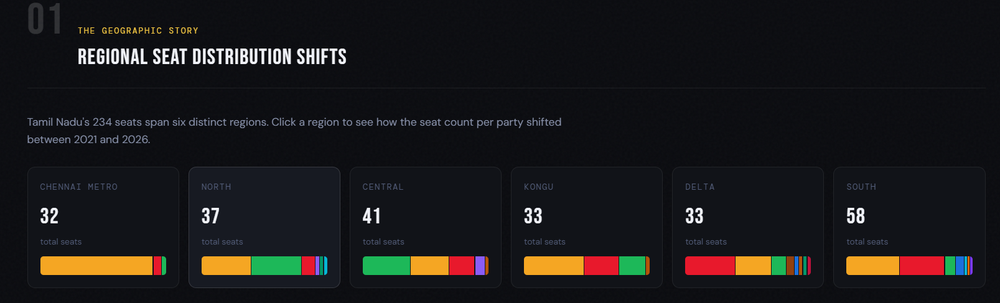 01
THE GEOGRAPHIC STORY
REGIONAL SEAT DISTRIBUTION SHIFTS
Tamil Nadu's 234 seats span six distinct regions. Click a region to see how the seat count per party shifted
between 2021 and 2026.
CHENNAI METRO
32
total seats
NORTH
37
total seats
CENTRAL
41
total seats
KONGU
33
total seats
DELTA
33
total seats
SOUTH
58
total seats